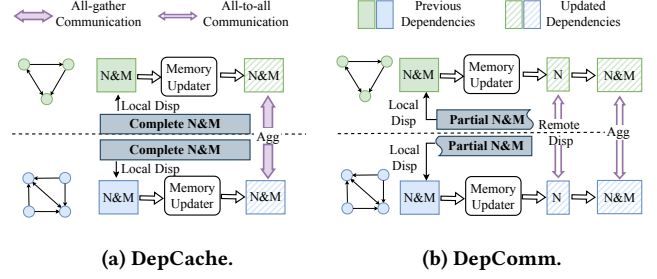 All-gather
Communication
All-to-all
Communication
Previous
Dependencies
Updated
Dependencies
N&M
Memory
Updater
N&M
Local Disp
Complete N&M
Agg
Complete N&M
Local Disp
N&M
Memory
Updater
N&M
(a) DepCache.
N&M
Memory
Updater
N
N&M
Local
Disp
Partial N&M
Remote
Disp
Agg
Partial N&M
Local
Disp
N&M
Memory
Updater
N
N&M
(b) DepComm.